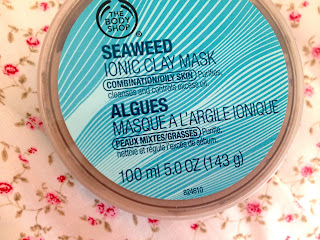 THE
BODY
SHOP®
SEAWEED
IONIC CLAY MASK
(COMBINATION/OILY SKIN) Purifies,
cleanses and controls excess oil.
ALGUES
MASQUE A L'ARGILE IONIQUE
(PEAUX MIXTES/GRASSES) Purifie,
nettoie et régule l'excès de sébum.
100 ml 5.0 OZ (143 g)
824610